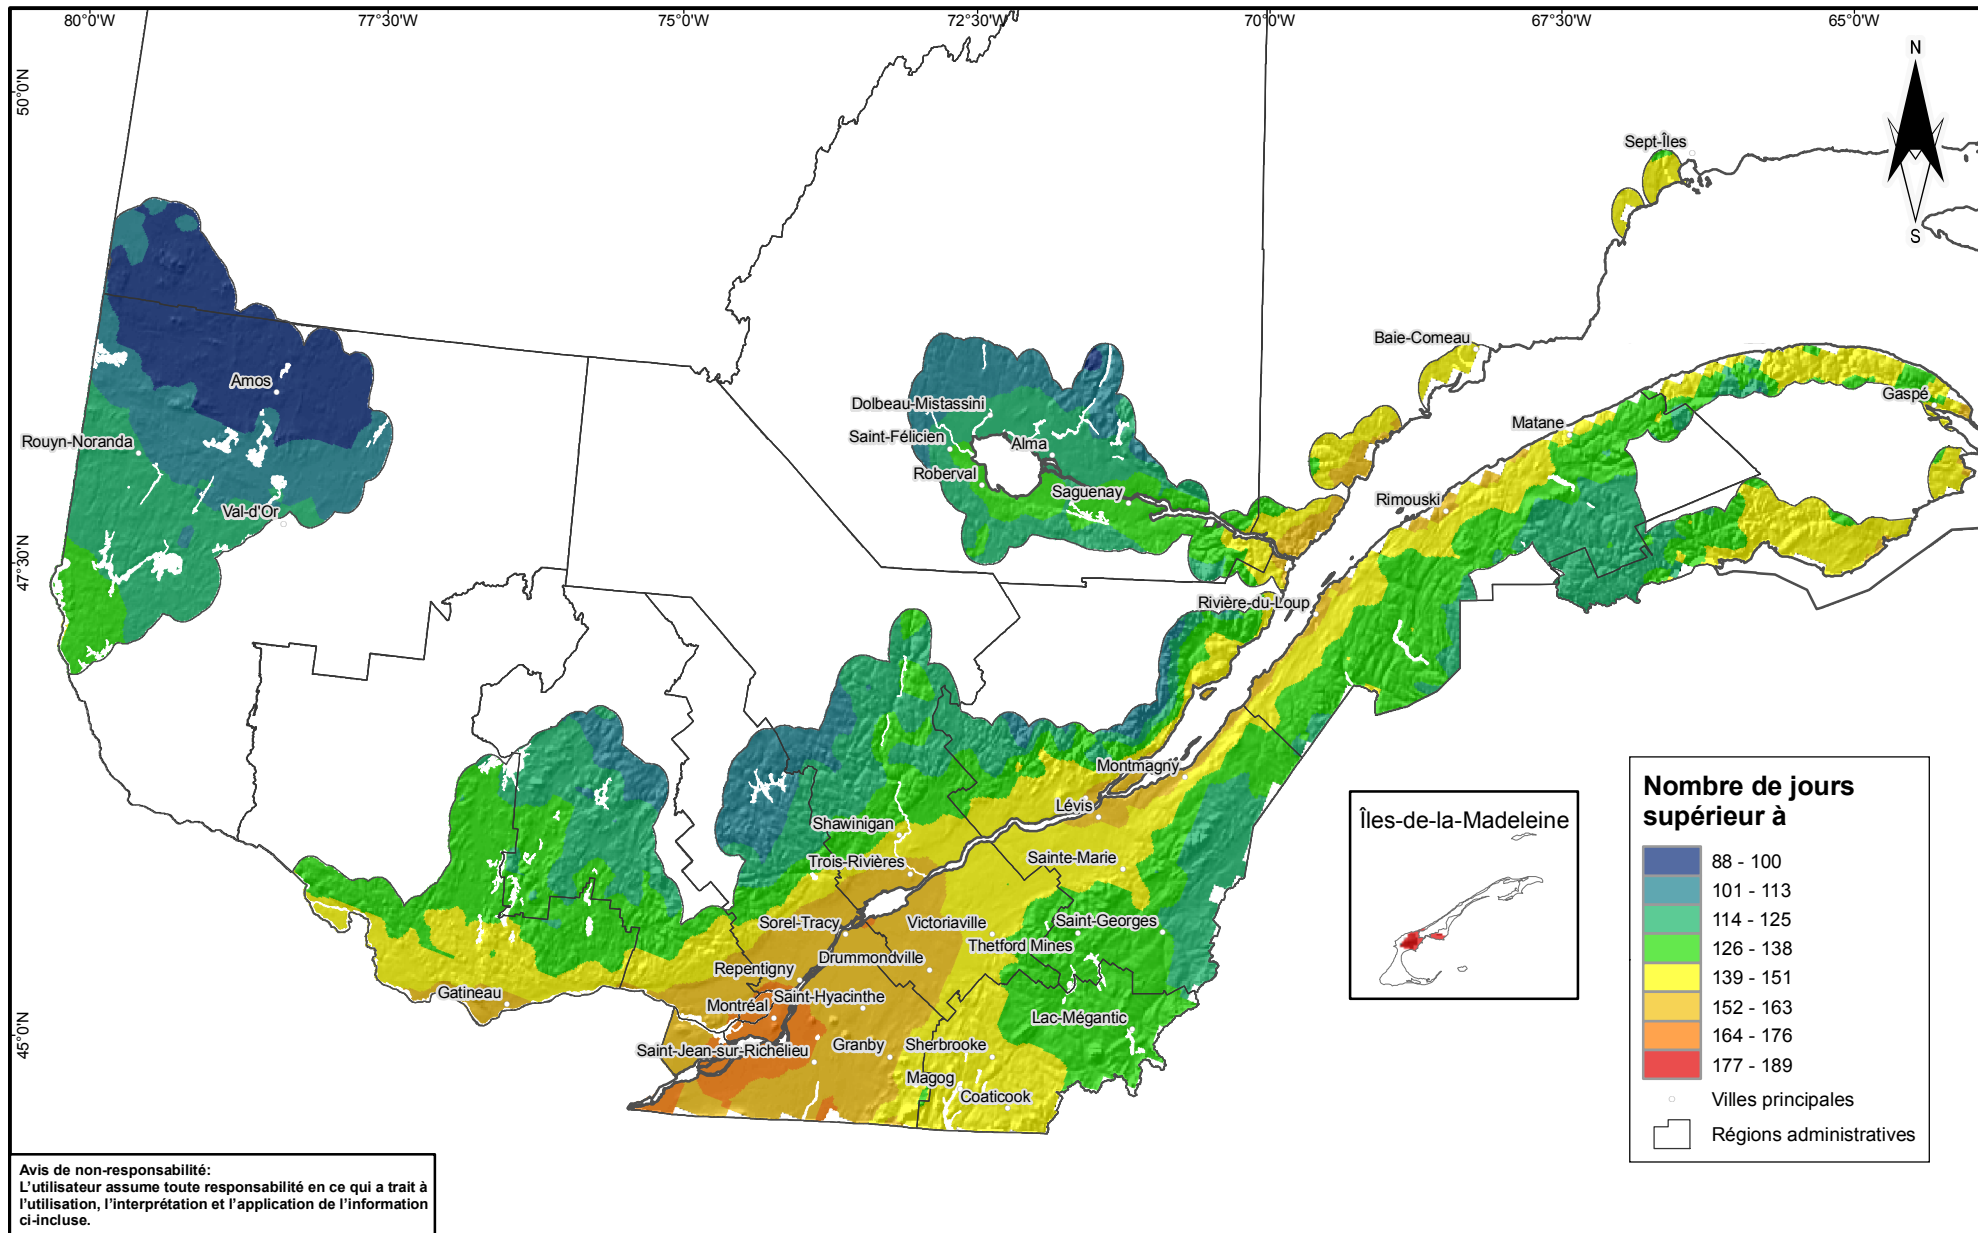 80°0'W
77°30'W
75°0'W
72°30'W
70°0'W
67°30'W
65°0'W
50°0'N
47°30'N
45°0'N
N
S
Sept-Îles
Baie-Comeau
Amos
Rouyn-Noranda
Val-d'Or
Dolbeau-Mistassini
Saint-Félicien
Alma
Roberval
Saguenay
Matane
Gaspé
Rimouski
Rivière-du-Loup
Montmagny
Lévis
Shawinigan
Trois-Rivières
Sainte-Marie
Sorel-Tracy
Victoriaville
Saint-Georges
Thetford Mines
Drummondville
Repentigny
Gatineau
Montréal
Saint-Hyacinthe
Lac-Mégantic
Saint-Jean-sur-Richelieu
Granby
Sherbrooke
Magog
Coaticook
Îles-de-la-Madeleine
Nombre de jours
supérieur à
88 - 100
101 - 113
114 - 125
126 - 138
139 - 151
152 - 163
164 - 176
177 - 189
Villes principales
Régions administratives
Avis de non-responsabilité:
L'utilisateur assume toute responsabilité en ce qui a trait à
l'utilisation, l'interprétation et l'application de l'information
ci-incluse.